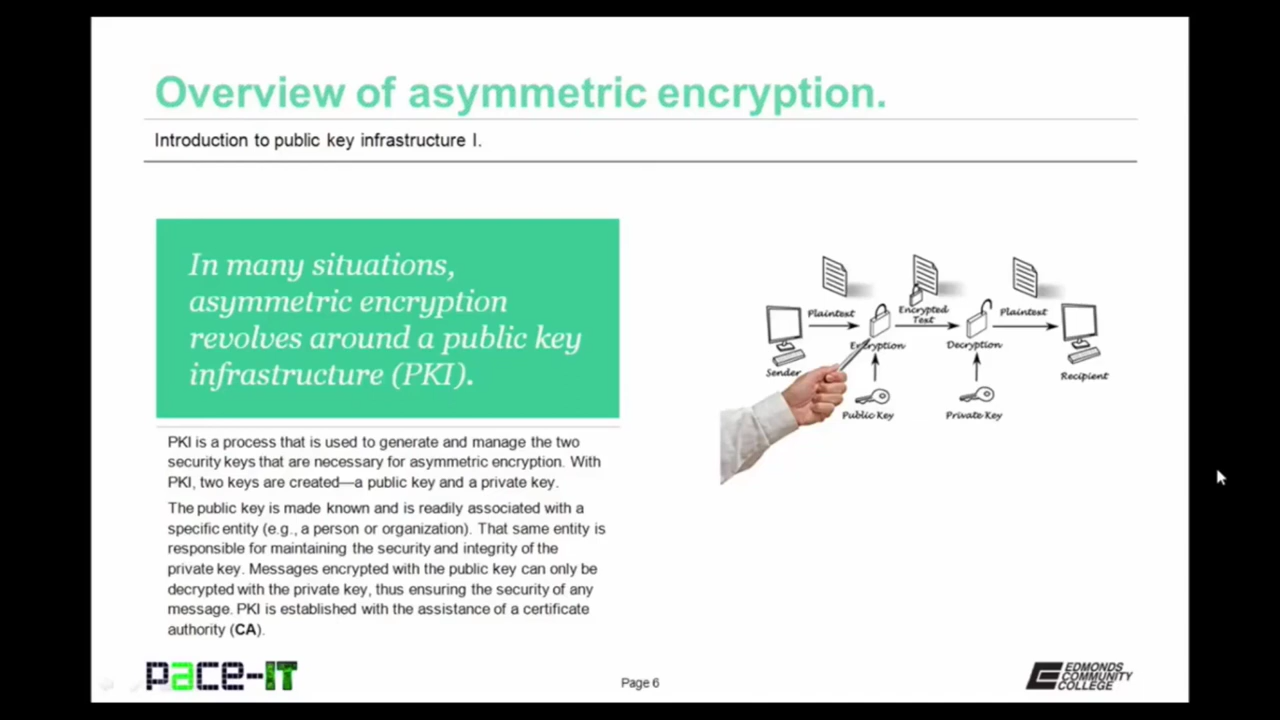 Overview of asymmetric encryption.
Introduction to public key infrastructure I.
In many situations,
asymmetric encryption
revolves around a public key
infrastructure (PKI).
PKI is a process that is used to generate and manage the two
security keys that are necessary for asymmetric encryption. With
PKI, two keys are created—a public key and a private key.
The public key is made known and is readily associated with a
specific entity (e.g., a person or organization). That same entity is
responsible for maintaining the security and integrity of the
private key. Messages encrypted with the public key can only be
decrypted with the private key, thus ensuring the security of any
message. PKI is established with the assistance of a certificate
authority (CA).
Plaintext
Encrypted
Text
Plaintext
Encryption
Decryption
Sender
Recipient
Public Key
Private Key
pace-IT
Page 6
EDMONDS
COMMUNITY
COLLEGE